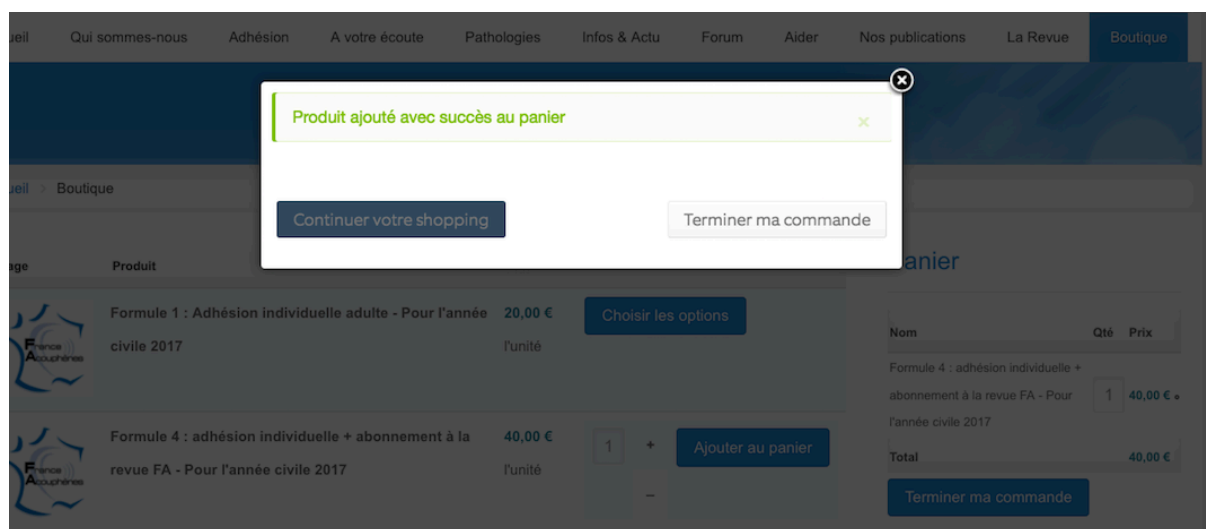 ueil Qui sommes-nous Adhésion A votre écoute Pathologies Infos & Actu Forum Aider Nos publications La Revue Boutique
Produit ajouté avec succès au panier ×
ueil > Boutique
Continuer votre shopping Terminer ma commande
anier
age Produit
Formule 1 : Adhésion individuelle adulte - Pour l'année 20,00 € Choisir les options
civile 2017 l'unité
France
Acouphènes
Nom Qté Prix
Formule 4 : adhésion individuelle +
abonnement à la revue FA - Pour 1 40,00 €
l'année civile 2017
Formule 4 : adhésion individuelle + abonnement à la 40,00 € 1 + Ajouter au panier
revue FA - Pour l'année civile 2017 l'unité –
France
Acouphènes
Total 40,00 €
Terminer ma commande